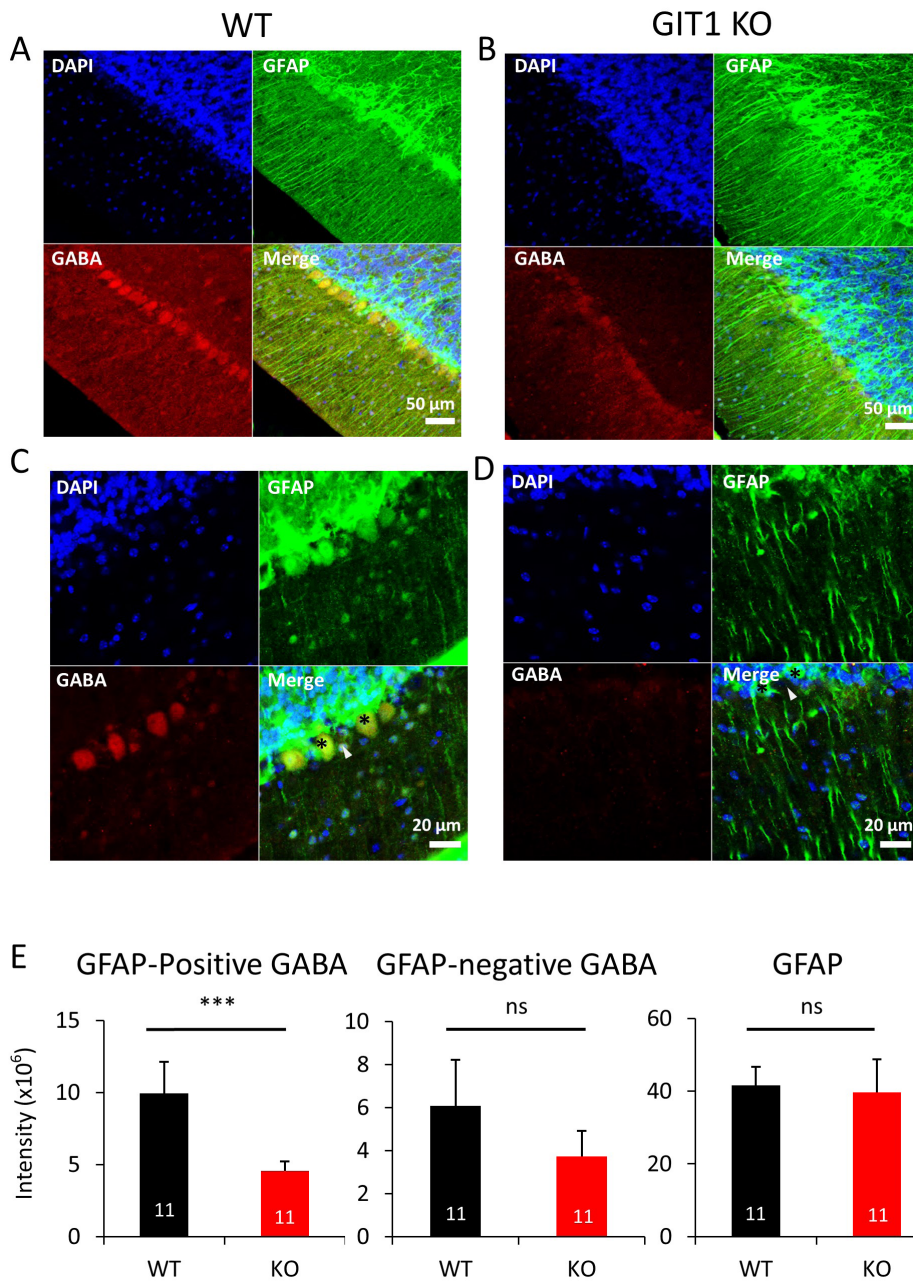 WT
GIT1 KO
A
DAPI
GFAP
GABA
Merge
50 µm
B
DAPI
GFAP
GABA
Merge
50 µm
C
DAPI
GFAP
GABA
Merge
*
*
20 µm
D
DAPI
GFAP
GABA
Merge
*
*
20 µm
E
GFAP-Positive GABA
***
Intensity (x10⁶)
15
10
5
0
11
11
WT
KO
GFAP-negative GABA
ns
10
8
6
4
2
0
11
11
WT
KO
GFAP
ns
60
40
20
0
11
11
WT
KO